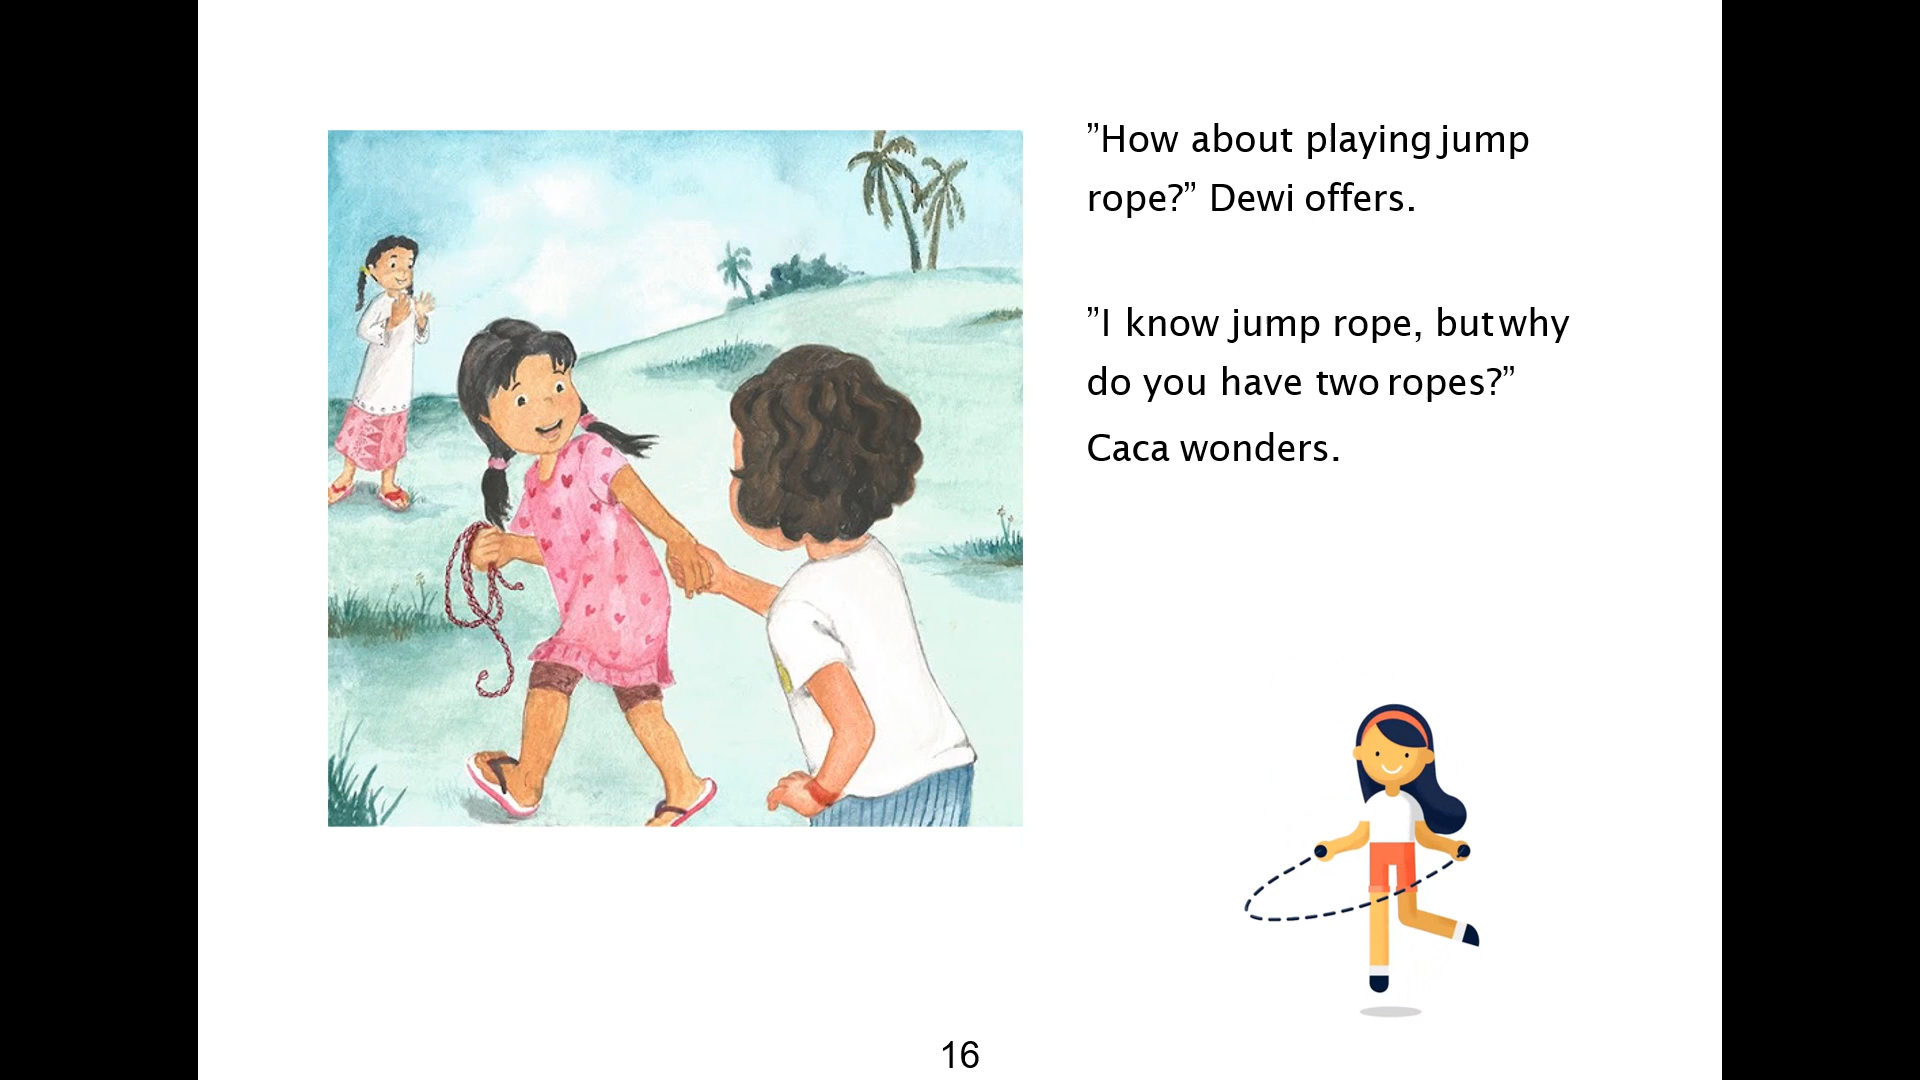 ”How about playing jump
rope?” Dewi offers.
”I know jump rope, but why
do you have two ropes?”
Caca wonders.
16